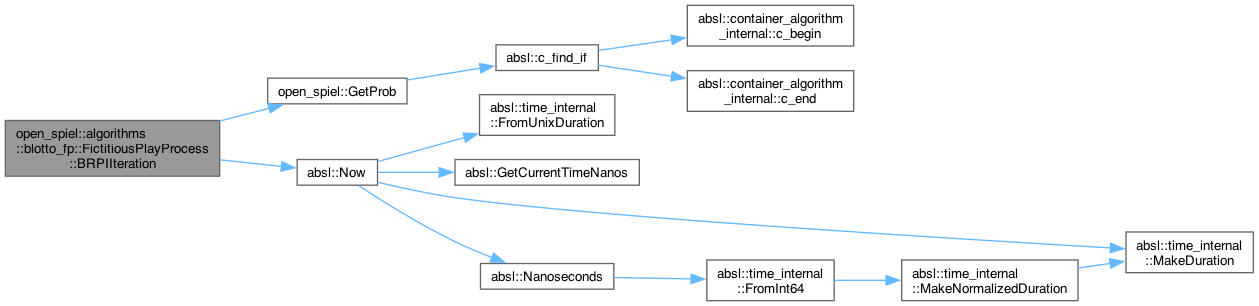 open_spiel::algorithms
::blotto_fp::FictitiousPlayProcess
::BRPIIteration
open_spiel::GetProb
absl::c_find_if
absl::container_algorithm
_internal::c_begin
absl::container_algorithm
_internal::c_end
absl::Now
absl::time_internal
::FromUnixDuration
absl::GetCurrentTimeNanos
absl::Nanoseconds
absl::time_internal
::FromInt64
absl::time_internal
::MakeNormalizedDuration
absl::time_internal
::MakeDuration